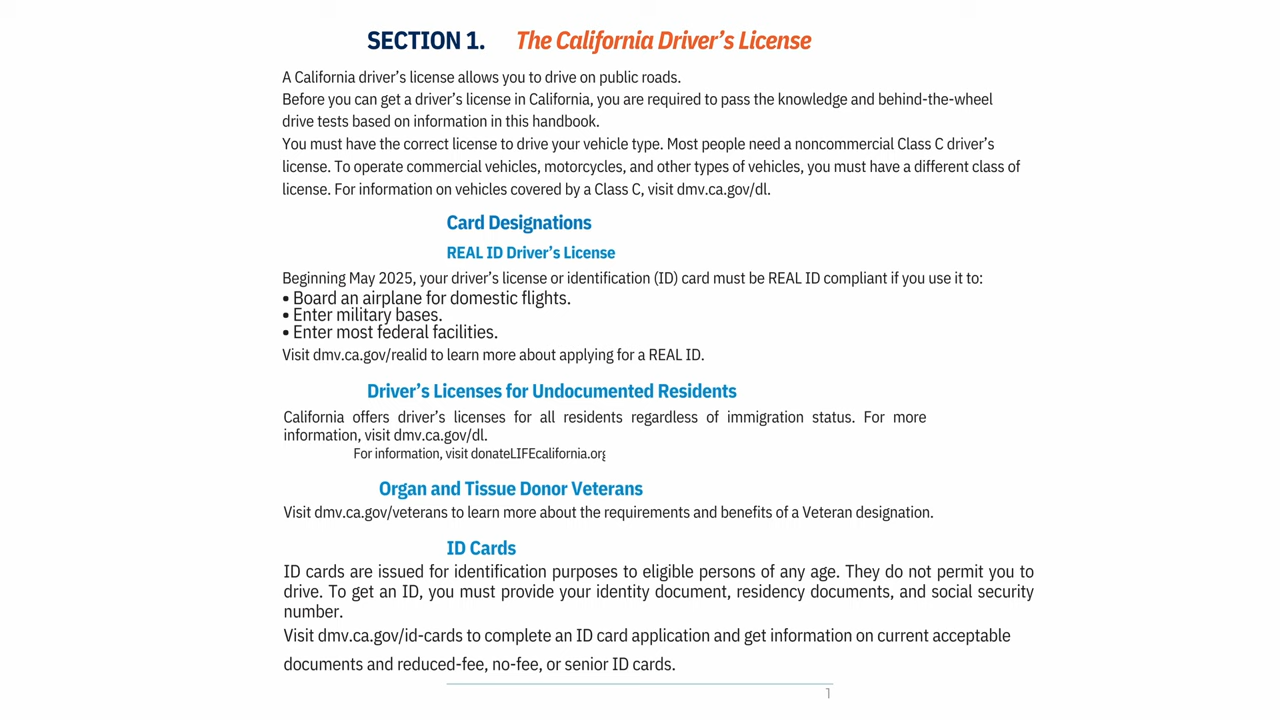 SECTION 1. The California Driver's License
A California driver's license allows you to drive on public roads.
Before you can get a driver's license in California, you are required to pass the knowledge and behind-the-wheel
drive tests based on information in this handbook.
You must have the correct license to drive your vehicle type. Most people need a noncommercial Class C driver's
license. To operate commercial vehicles, motorcycles, and other types of vehicles, you must have a different class of
license. For information on vehicles covered by a Class C, visit dmv.ca.gov/dl.
Card Designations
REAL ID Driver's License
Beginning May 2025, your driver's license or identification (ID) card must be REAL ID compliant if you use it to:
• Board an airplane for domestic flights.
• Enter military bases.
• Enter most federal facilities.
Visit dmv.ca.gov/realid to learn more about applying for a REAL ID.
Driver's Licenses for Undocumented Residents
California offers driver's licenses for all residents regardless of immigration status. For more
information, visit dmv.ca.gov/dl.
For information, visit donateLIFEcalifornia.org
Organ and Tissue Donor Veterans
Visit dmv.ca.gov/veterans to learn more about the requirements and benefits of a Veteran designation.
ID Cards
ID cards are issued for identification purposes to eligible persons of any age. They do not permit you to
drive. To get an ID, you must provide your identity document, residency documents, and social security
number.
Visit dmv.ca.gov/id-cards to complete an ID card application and get information on current acceptable
documents and reduced-fee, no-fee, or senior ID cards.
1